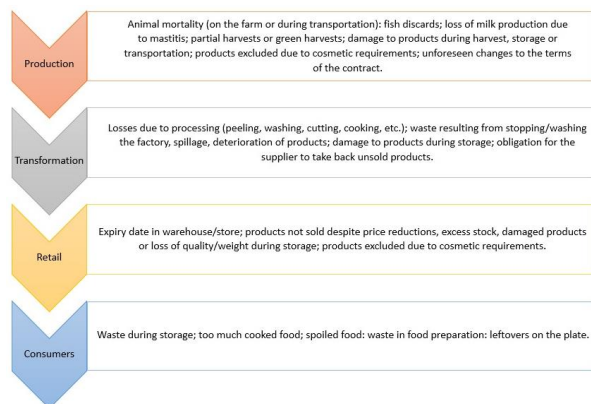 Production
Animal mortality (on the farm or during transportation): fish discards; loss of milk production due
to mastitis; partial harvests or green harvests; damage to products during harvest, storage or
transportation; products excluded due to cosmetic requirements; unforeseen changes to the terms
of the contract.
Transformation
Losses due to processing (peeling, washing, cutting, cooking, etc.); waste resulting from stopping/washing
the factory, spillage, deterioration of products; damage to products during storage; obligation for the
supplier to take back unsold products.
Retail
Expiry date in warehouse/store; products not sold despite price reductions, excess stock, damaged products
or loss of quality/weight during storage; products excluded due to cosmetic requirements.
Consumers
Waste during storage; too much cooked food; spoiled food: waste in food preparation: leftovers on the plate.